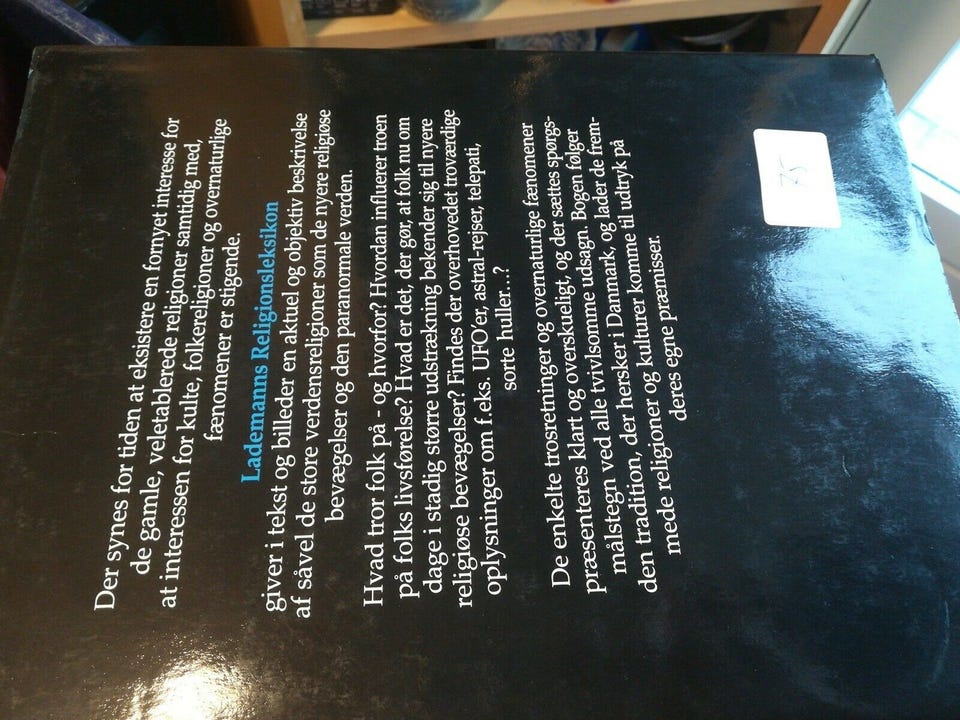 Der synes for tiden at eksistere en fornyet interesse for
de gamle, veletablerede religioner samtidig med,
at interessen for kulte, folkereligioner og overnaturlige
fænomener er stigende.
Lademanns Religionsleksikon
giver i tekst og billeder en aktuel og objektiv beskrivelse
af såvel de store verdensreligioner som de nyere religiøse
bevægelser og den paranormale verden.
Hvad tror folk på - og hvorfor? Hvordan influerer troen
på folks livsførelse? Hvad er det, der gør, at folk nu om
dage i stadig større udstrækning bekender sig til nyere
religiøse bevægelser? Findes der overhovedet troværdige
oplysninger om f.eks. UFO'er, astral-rejser, telepati,
sorte huller...?
De enkelte trosretninger og overnaturlige fænomener
præsenteres klart og overskueligt, og der sættes spørgs-
målstegn ved alle tvivlsomme udsagn. Bogen følger
den tradition, der hersker i Danmark, og lader de frem-
mede religioner og kulturer komme til udtryk på
deres egne præmisser.
75